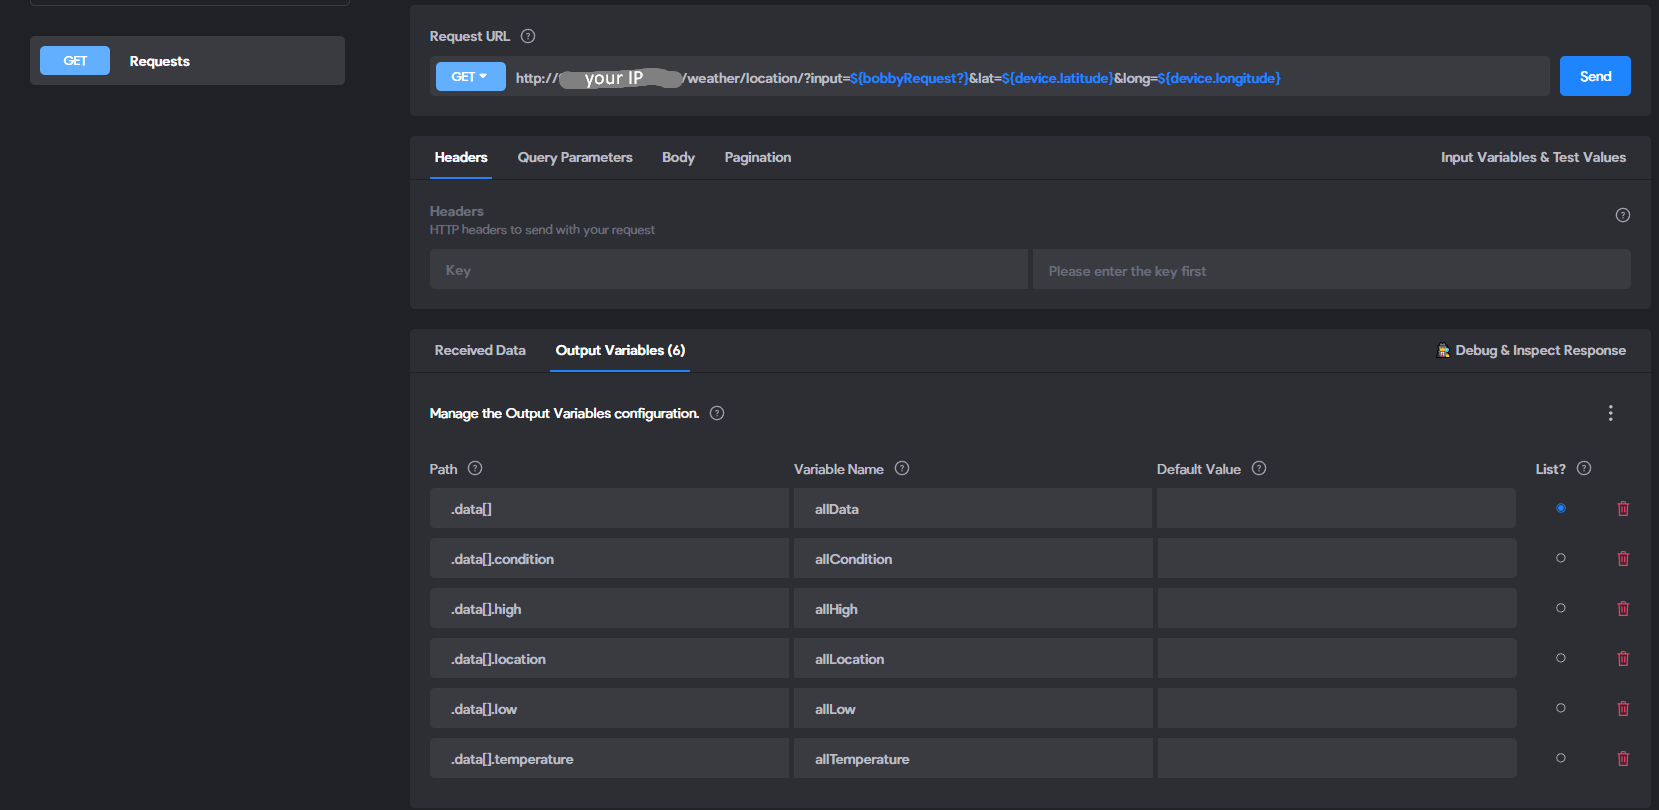 GET Requests
Request URL ?
GET http:// your IP /weather/location/?input=${bobbyRequest?}&lat=${device.latitude}&long=${device.longitude} Send
Headers Query Parameters Body Pagination Input Variables & Test Values
Headers ?
HTTP headers to send with your request
Key Please enter the key first
Received Data Output Variables (6) Debug & Inspect Response
Manage the Output Variables configuration. ?
Path ? Variable Name ? Default Value ? List? ?
.data[] allData
.data[].condition allCondition
.data[].high allHigh
.data[].location allLocation
.data[].low allLow
.data[].temperature allTemperature